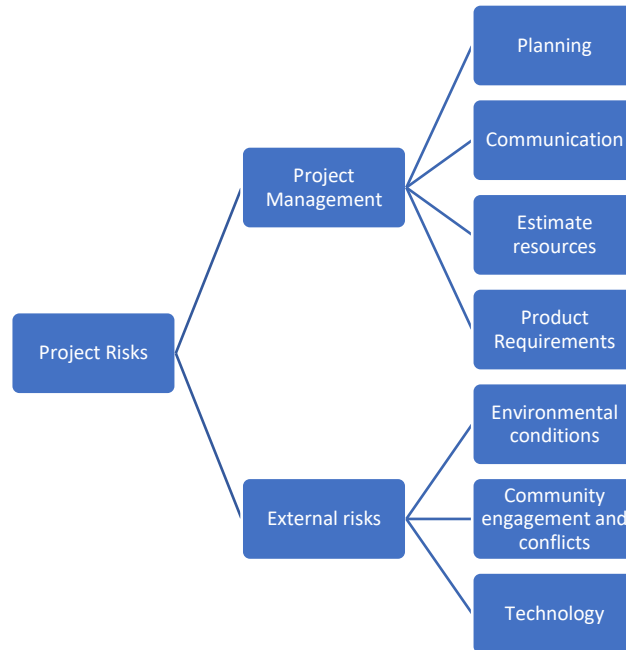 Planning
Communication
Project
Management
Estimate
resources
Product
Requirements
Project Risks
Environmental
conditions
External risks
Community
engagement and
conflicts
Technology